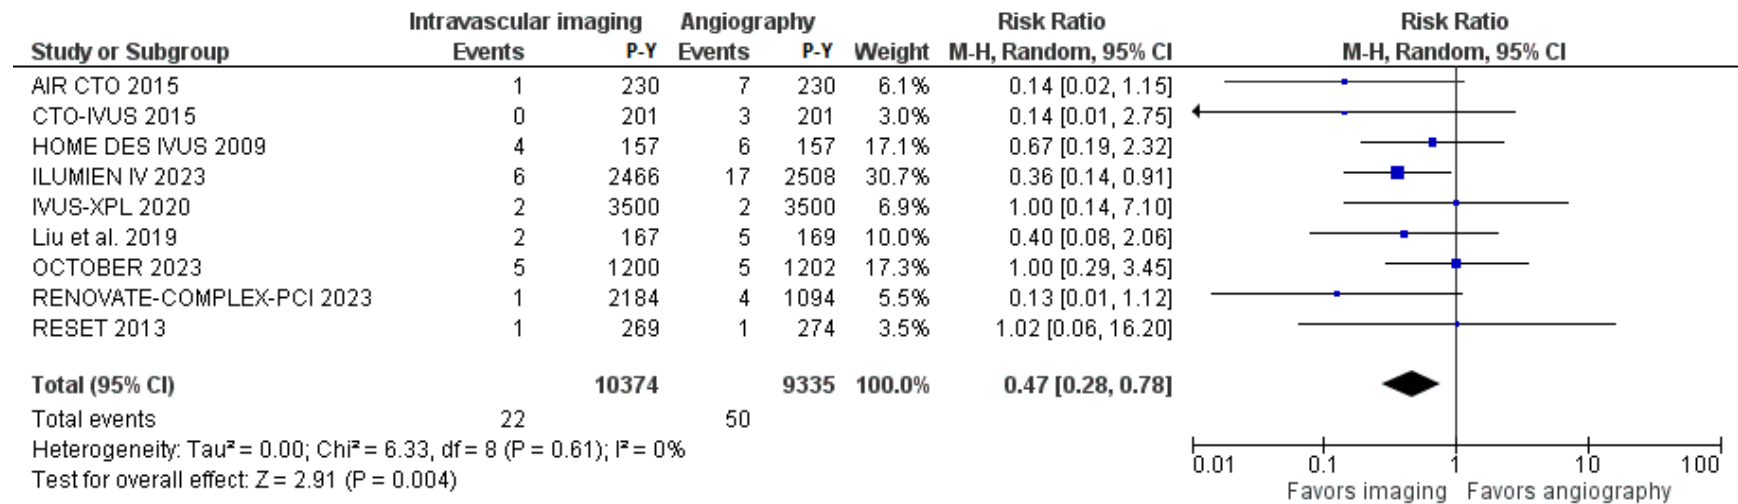 Intravascular imaging Angiography Risk Ratio Risk Ratio
Study or Subgroup Events P-Y Events P-Y Weight M-H, Random, 95% CI M-H, Random, 95% CI
AIR CTO 2015 1 230 7 230 6.1% 0.14 [0.02, 1.15]
CTO-IVUS 2015 0 201 3 201 3.0% 0.14 [0.01, 2.75]
HOME DES IVUS 2009 4 157 6 157 17.1% 0.67 [0.19, 2.32]
ILUMIEN IV 2023 6 2466 17 2508 30.7% 0.36 [0.14, 0.91]
IVUS-XPL 2020 2 3500 2 3500 6.9% 1.00 [0.14, 7.10]
Liu et al. 2019 2 167 5 169 10.0% 0.40 [0.08, 2.06]
OCTOBER 2023 5 1200 5 1202 17.3% 1.00 [0.29, 3.45]
RENOVATE-COMPLEX-PCI 2023 1 2184 4 1094 5.5% 0.13 [0.01, 1.12]
RESET 2013 1 269 1 274 3.5% 1.02 [0.06, 16.20]
Total (95% CI) 10374 9335 100.0% 0.47 [0.28, 0.78]
Total events 22 50
Heterogeneity: Tau² = 0.00; Chi² = 6.33, df = 8 (P = 0.61); I² = 0%
Test for overall effect: Z = 2.91 (P = 0.004)
0.01 0.1 1 10 100
Favors imaging Favors angiography